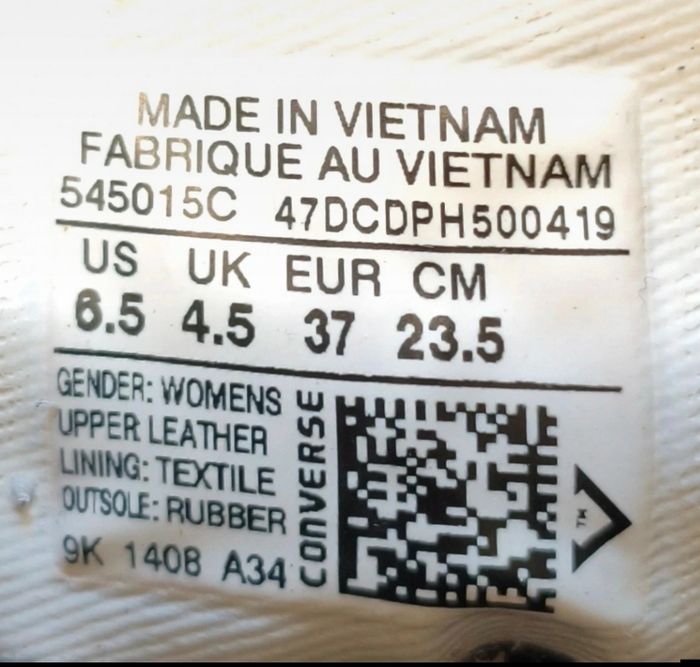 MADE IN VIETNAM
FABRIQUE AU VIETNAM
545015C 47DCDPH500419
US UK EUR CM
6.5 4.5 37 23.5
GENDER: WOMENS
UPPER LEATHER
LINING: TEXTILE
OUTSOLE: RUBBER
9K 1408 A34
CONVERSE
TM